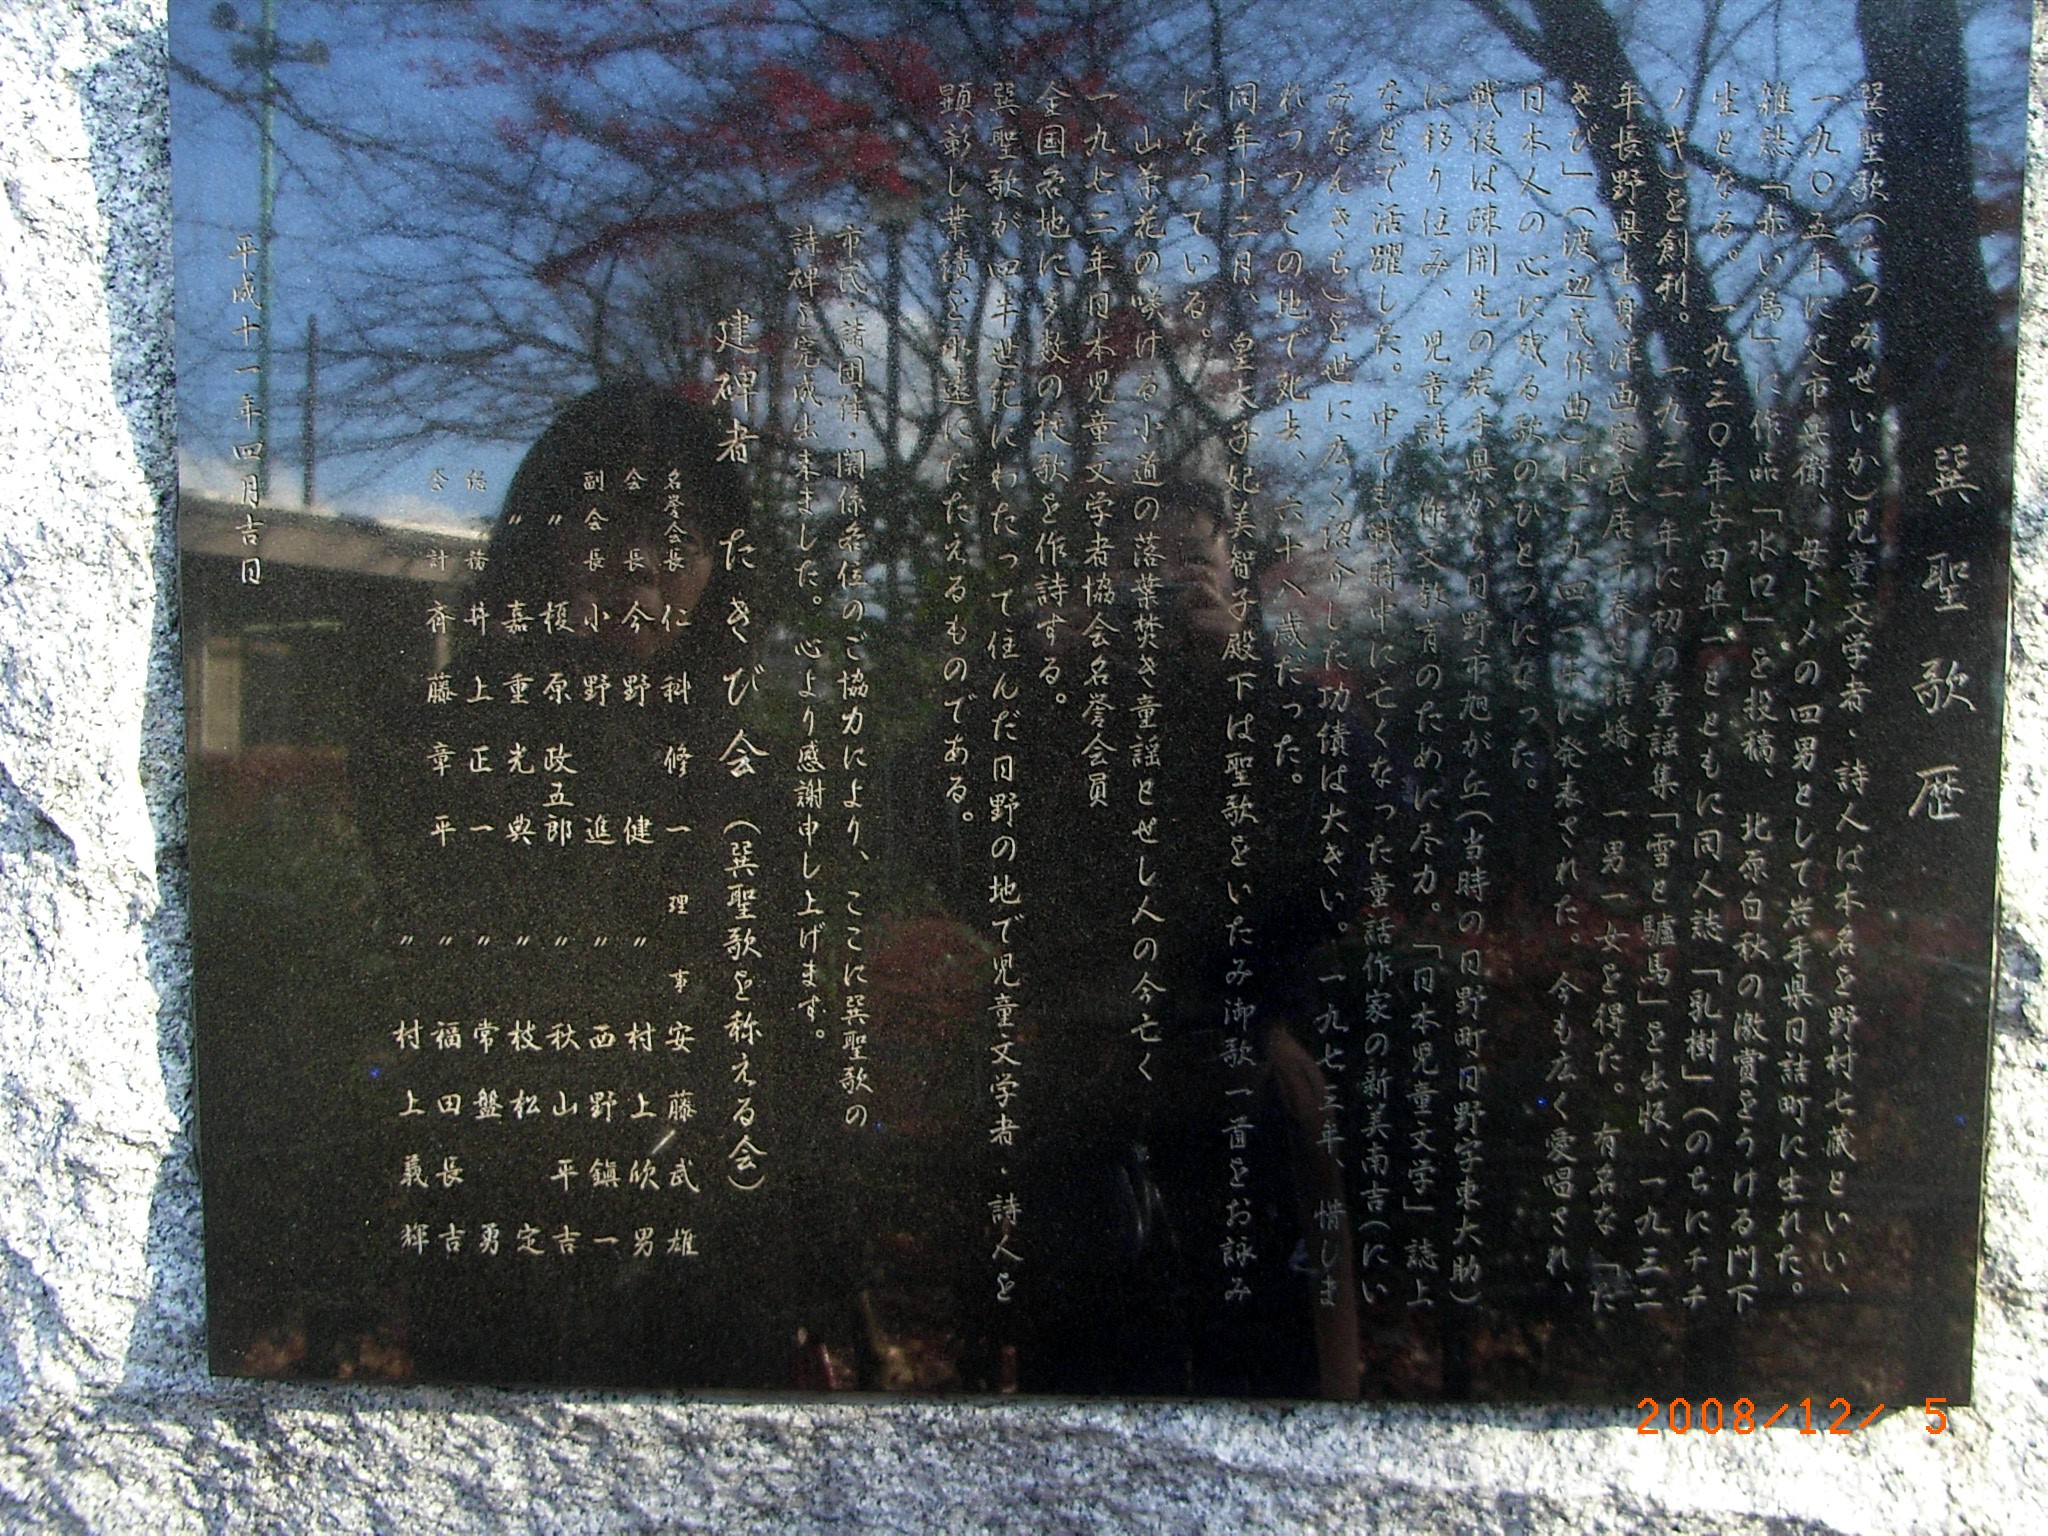 巽聖歌歴
巽聖歌(たつみせいか)児童文学者・詩人は本名を野村七蔵といい、
一九〇五年に父市兵衛、母トメの四男として岩手県日詰町に生れた。
雑誌「赤い鳥」に作品「水口」を投稿、北原白秋の激賞をうける門下
生となる。一九三〇年与田凖一とともに同人誌「乳樹」(のちにチチ
ノキ)を創刊。一九三一年に初の童謡集「雪と驢馬」を出版、一九三二
年長野県出身洋画家武居千春と結婚、一男一女を得た。有名な「た
きび」(渡辺茂作曲)は一九四一年に発表された。今も広く愛唱され、
日本人の心に残る歌のひとつになった。
戦後は疎開先の岩手県から日野市旭が丘(当時の日野町、日野字東大助)
に移り住み、児童詩、作文教育のために尽力。「日本児童文学」誌上
などで活躍した。中でも戦時中に亡くなった童話作家の新美南吉(にい
みなんきち)を世に広く紹介した功績は大きい。一九七三年、惜しま
れつつこの地で死去、六十八歳だった。
同年十二月、皇太子妃美智子殿下は聖歌をいたみ御歌一首をお詠み
になっている。
山茶花の咲ける小道の落葉焚き童謡とせし人の今亡く
一九七二年日本児童文学者協会名誉会員
全国各地に多数の校歌を作詩する。
巽聖歌が四半世紀にわたって住んだ日野の地で児童文学者・詩人を
顕彰し業績を永遠にたたえるものである。
市民・諸団体・関係各位のご協力により、ここに巽聖歌の
詩碑を完成出来ました。心より感謝申し上げます。
建碑者 たきび会(巽聖歌を称える会)
名誉会長 仁科修一 理事 安藤武雄
会長 今野健 〃 村上欣男
副会長 小野進 〃 西野鎮一
〃 榎原政五郎 〃 秋山平吉
〃 嘉重光典 〃 枝松定
総務 井上正一 〃 常盤勇
会計 斉藤章平 〃 福田長吉
〃 村上義輝
平成十一年四月吉日
2008/12/ 5